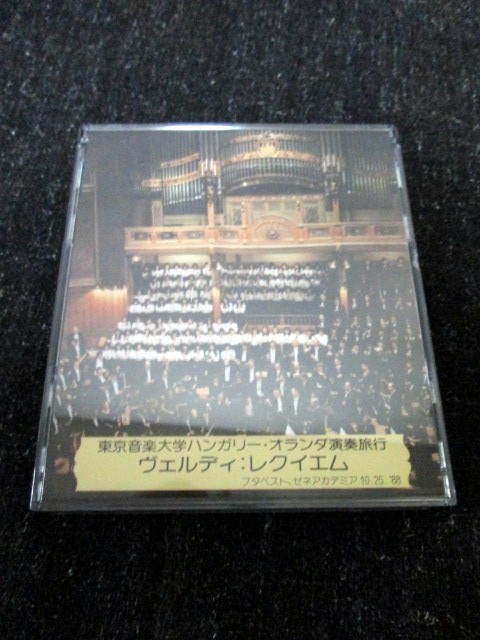 東京音楽大学ハンガリー・オランダ演奏旅行
ヴェルディ:レクイエム
ブタペスト、ゼネアカデミア 10.25.'88